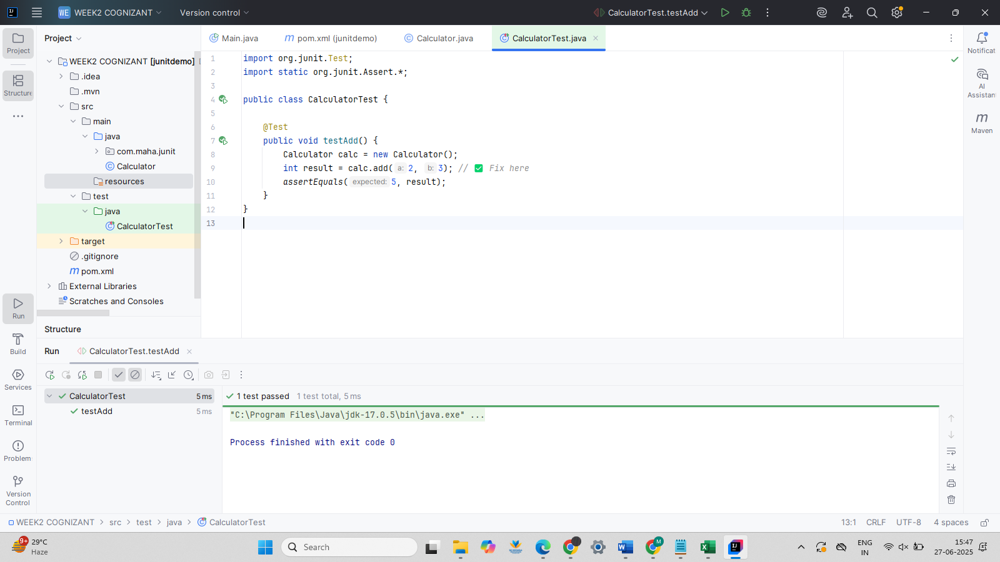 WE WEEK2 COGNIZANT Version control CalculatorTest.testAdd
Project
Structure
Run
Build
Services
Terminal
Problem
Version
Control
Project
WEEK2 COGNIZANT [junitdemo]
.idea
.mvn
src
main
java
com.maha.junit
Calculator
resources
test
java
CalculatorTest
target
.gitignore
m pom.xml
External Libraries
Scratches and Consoles
Structure
Main.java m pom.xml (junitdemo) Calculator.java CalculatorTest.java
1 import org.junit.Test;
2 import static org.junit.Assert.*;
3
4 public class CalculatorTest {
5
6 @Test
7 public void testAdd() {
8 Calculator calc = new Calculator();
9 int result = calc.add( a: 2, b: 3); // ✅ Fix here
10 assertEquals( expected: 5, result);
11 }
12 }
13
Notificat
AI
Assistan
m
Maven
Run CalculatorTest.testAdd
CalculatorTest 5 ms
testAdd 5 ms
1 test passed 1 test total, 5 ms
"C:\Program Files\Java\jdk-17.0.5\bin\java.exe" ...
Process finished with exit code 0
WEEK2 COGNIZANT > src > test > java > CalculatorTest 13:1 CRLF UTF-8 4 spaces
9+ 29°C
Haze
Search
M
ENG
IN
15:47
27-06-2025